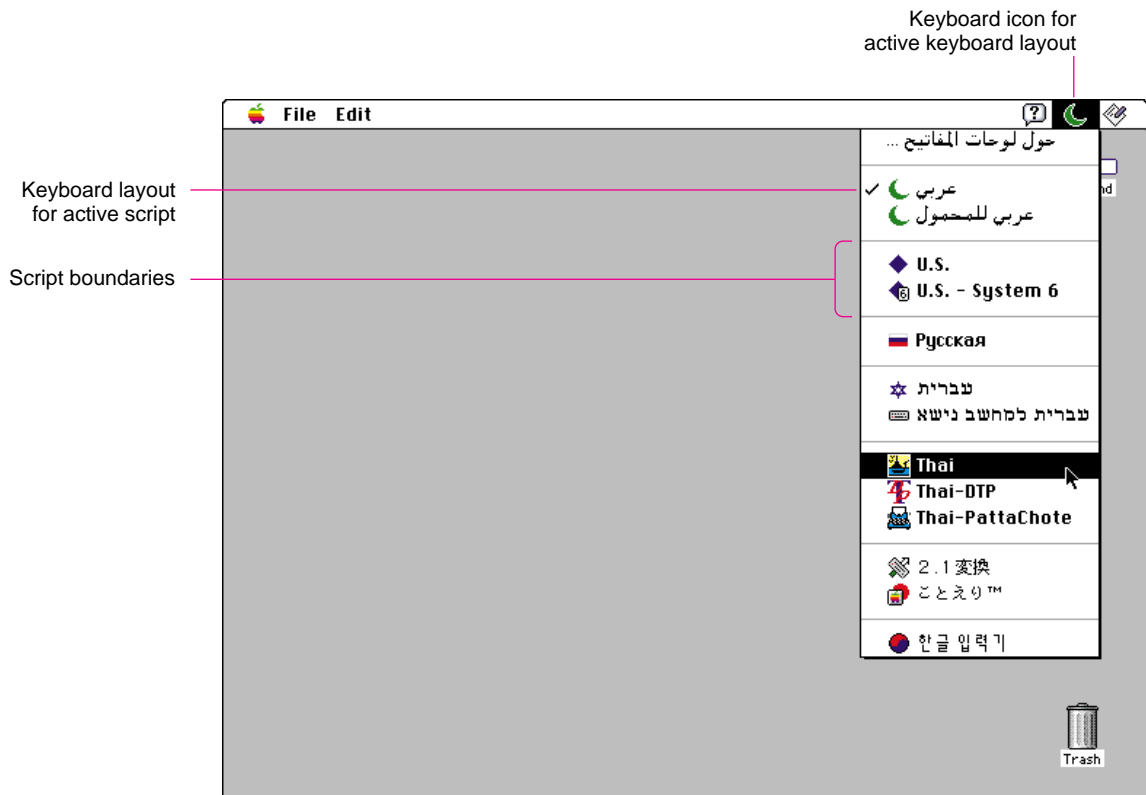 Keyboard icon for
active keyboard layout
File Edit
حول لوحات المفاتيح ...
Keyboard layout
for active script
عربي
عربي للمحمول
nd
Script boundaries
U.S.
6 U.S. - System 6
Русская
עברית
עברית למחשב נישא
Thai
Thai-DTP
Thai-PattaChote
２.１変換
ことえり™
한글 입력기
Trash